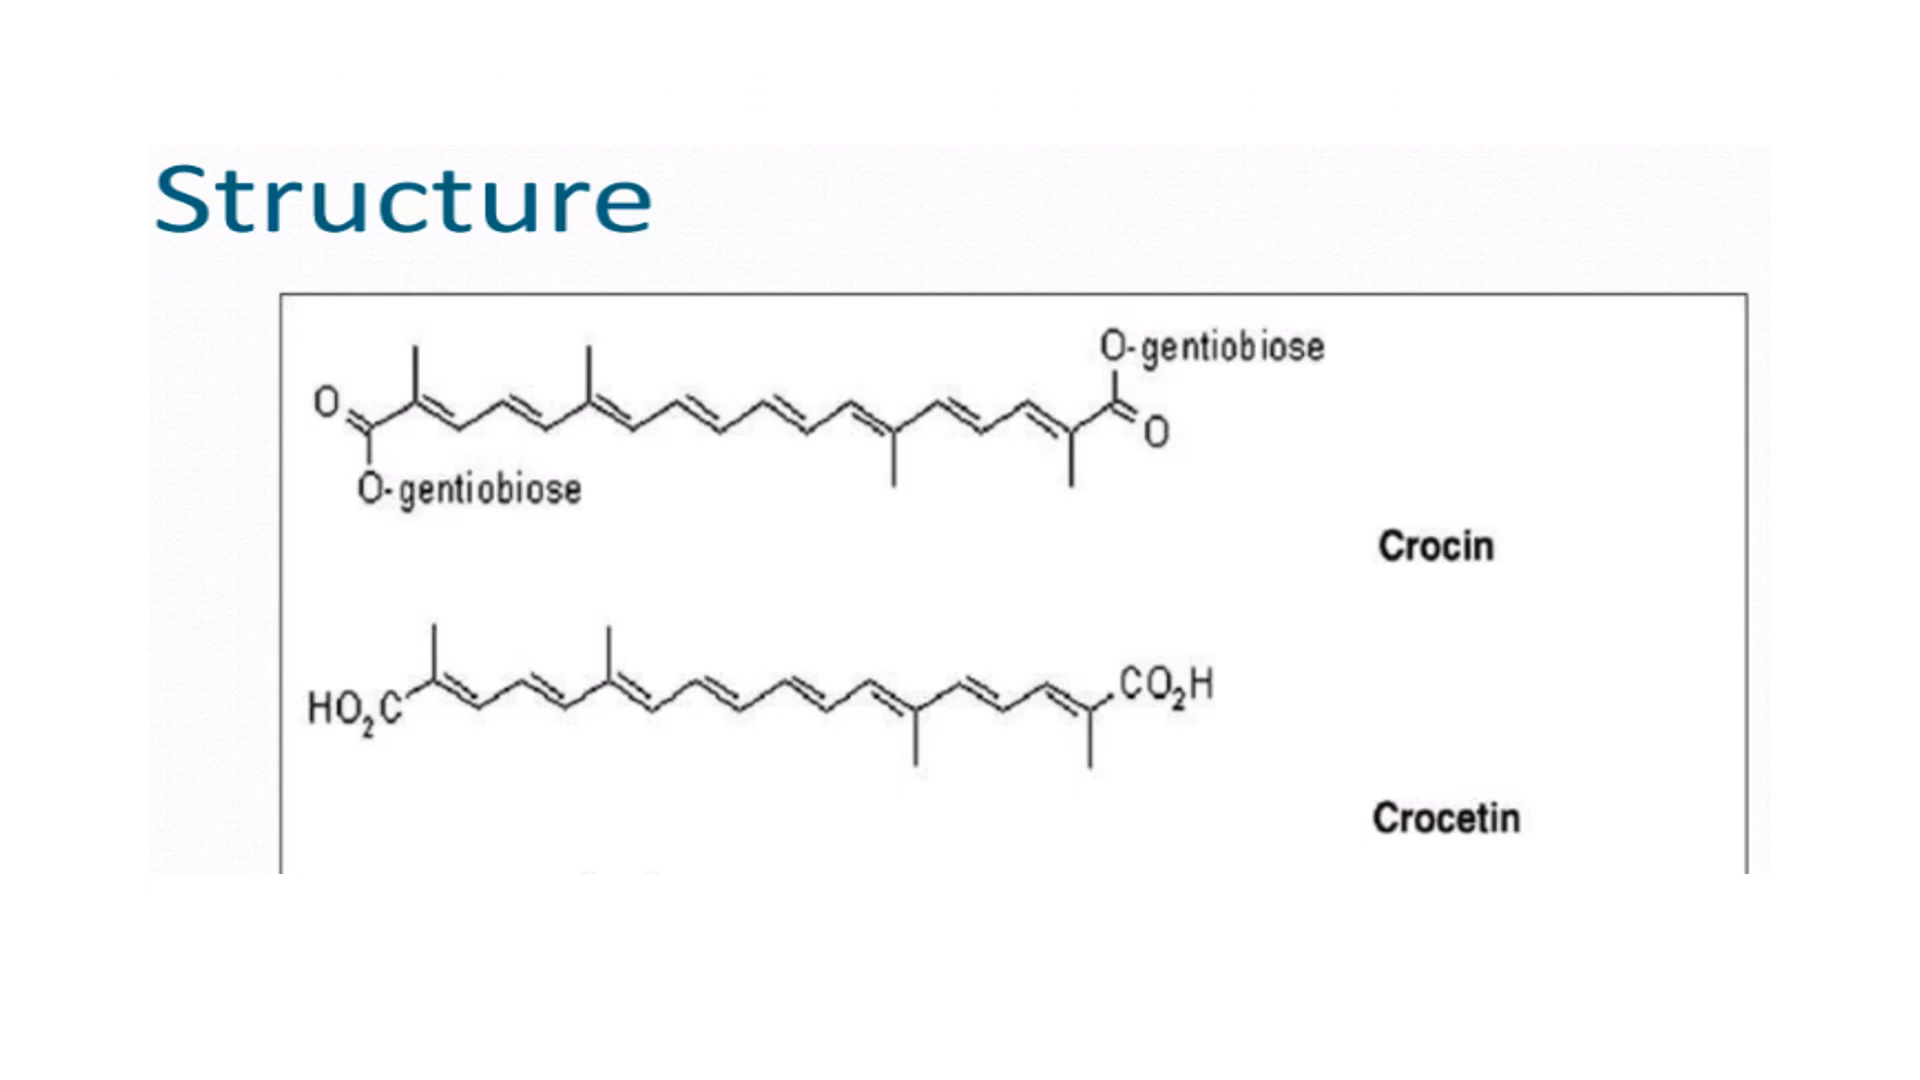 Structure
O-gentiobiose
O
O
O-gentiobiose
Crocin
HO₂C
CO₂H
Crocetin